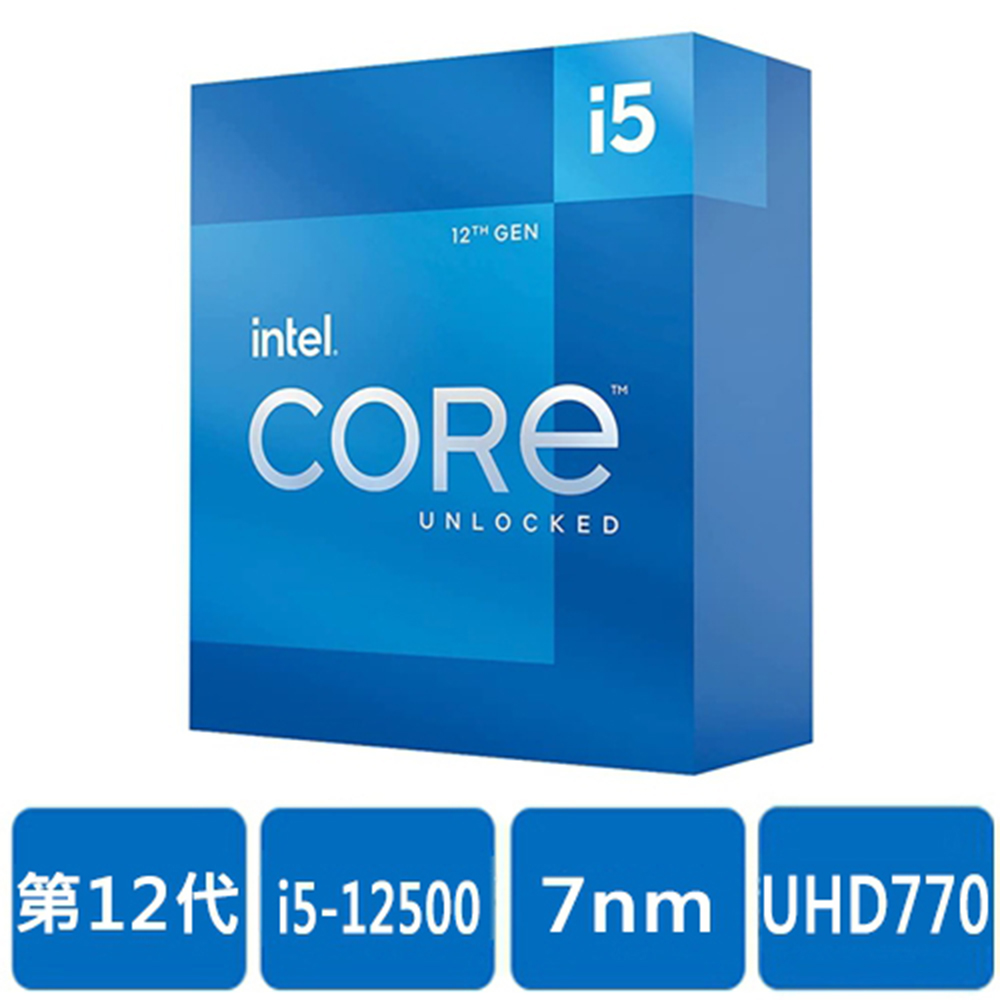 i5
12TH GEN
intel.
CORE™
UNLOCKED
第12代
i5-12500
7nm
UHD770